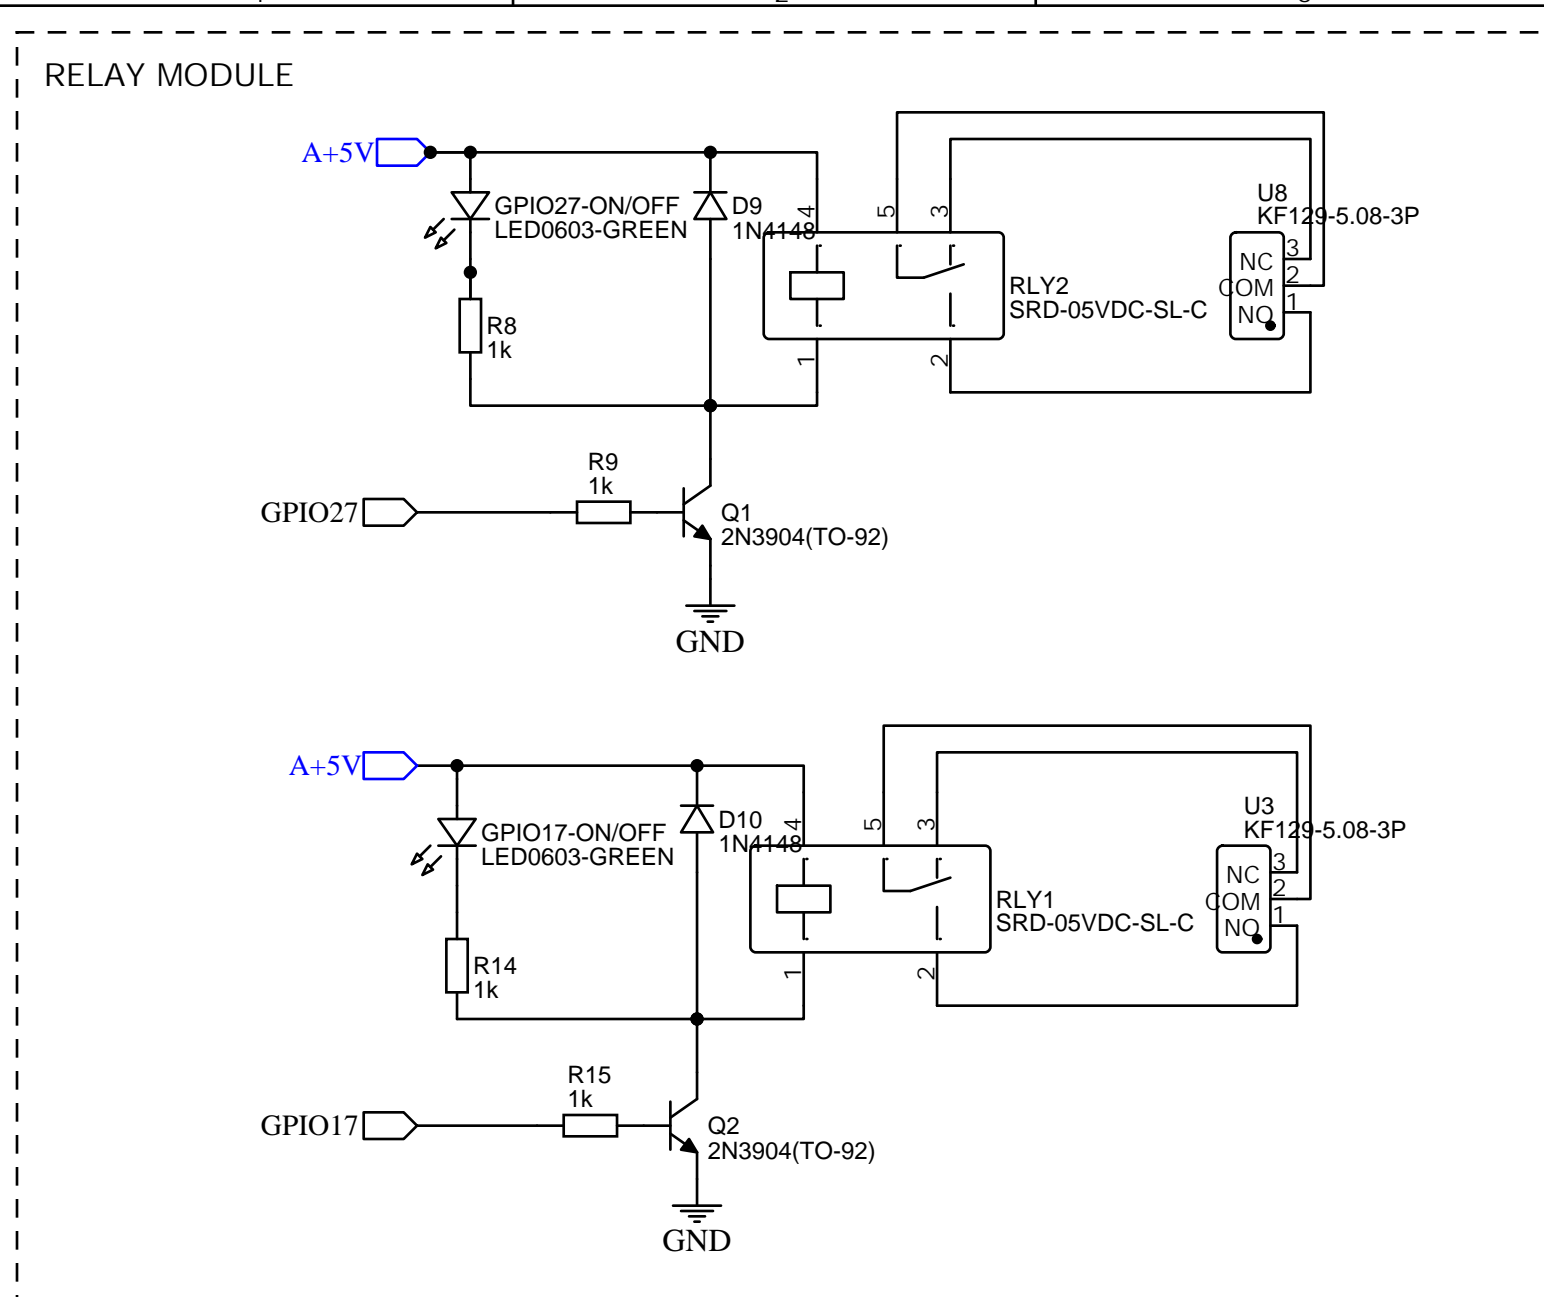 2
RELAY MODULE
A+5V
GPIO27-ON/OFF
LED0603-GREEN
D9
1N4148
4
5
3
U8
KF129-5.08-3P
NC
3
COM
2
NO
1
RLY2
SRD-05VDC-SL-C
R8
1k
1
2
R9
1k
GPIO27
Q1
2N3904(TO-92)
GND
A+5V
GPIO17-ON/OFF
LED0603-GREEN
D10
1N4148
4
5
3
U3
KF129-5.08-3P
NC
3
COM
2
NO
1
RLY1
SRD-05VDC-SL-C
R14
1k
1
2
R15
1k
GPIO17
Q2
2N3904(TO-92)
GND